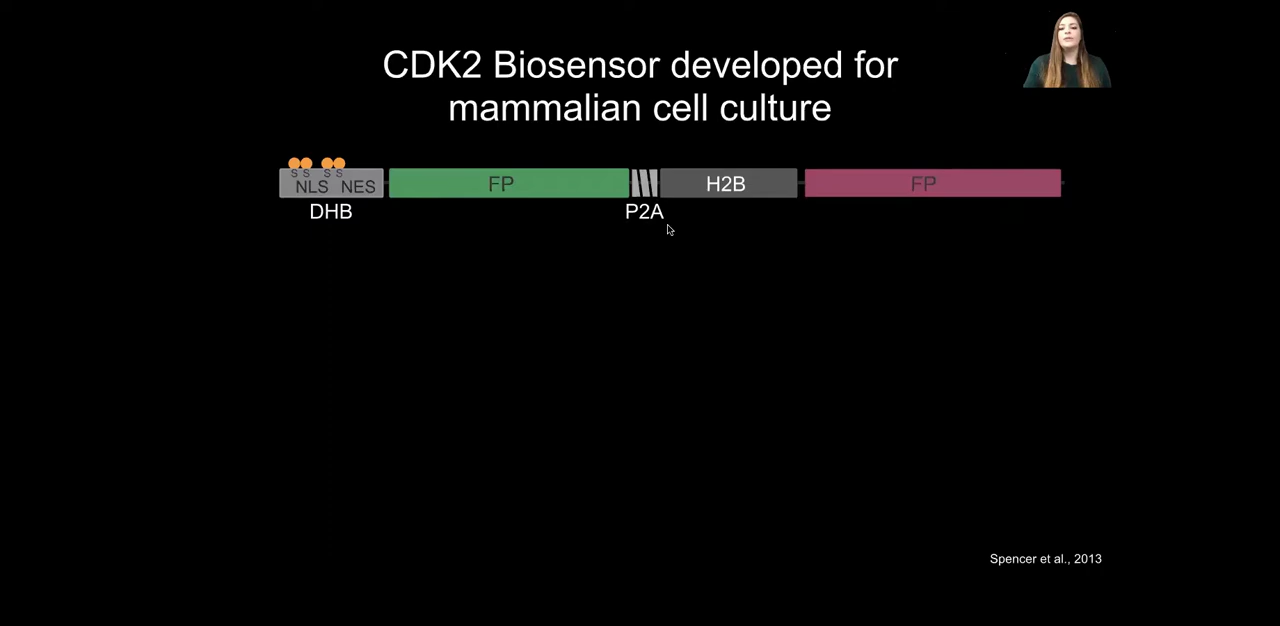 CDK2 Biosensor developed for
mammalian cell culture
S S S S
NLS NES FP H2B FP
DHB P2A
Spencer et al., 2013